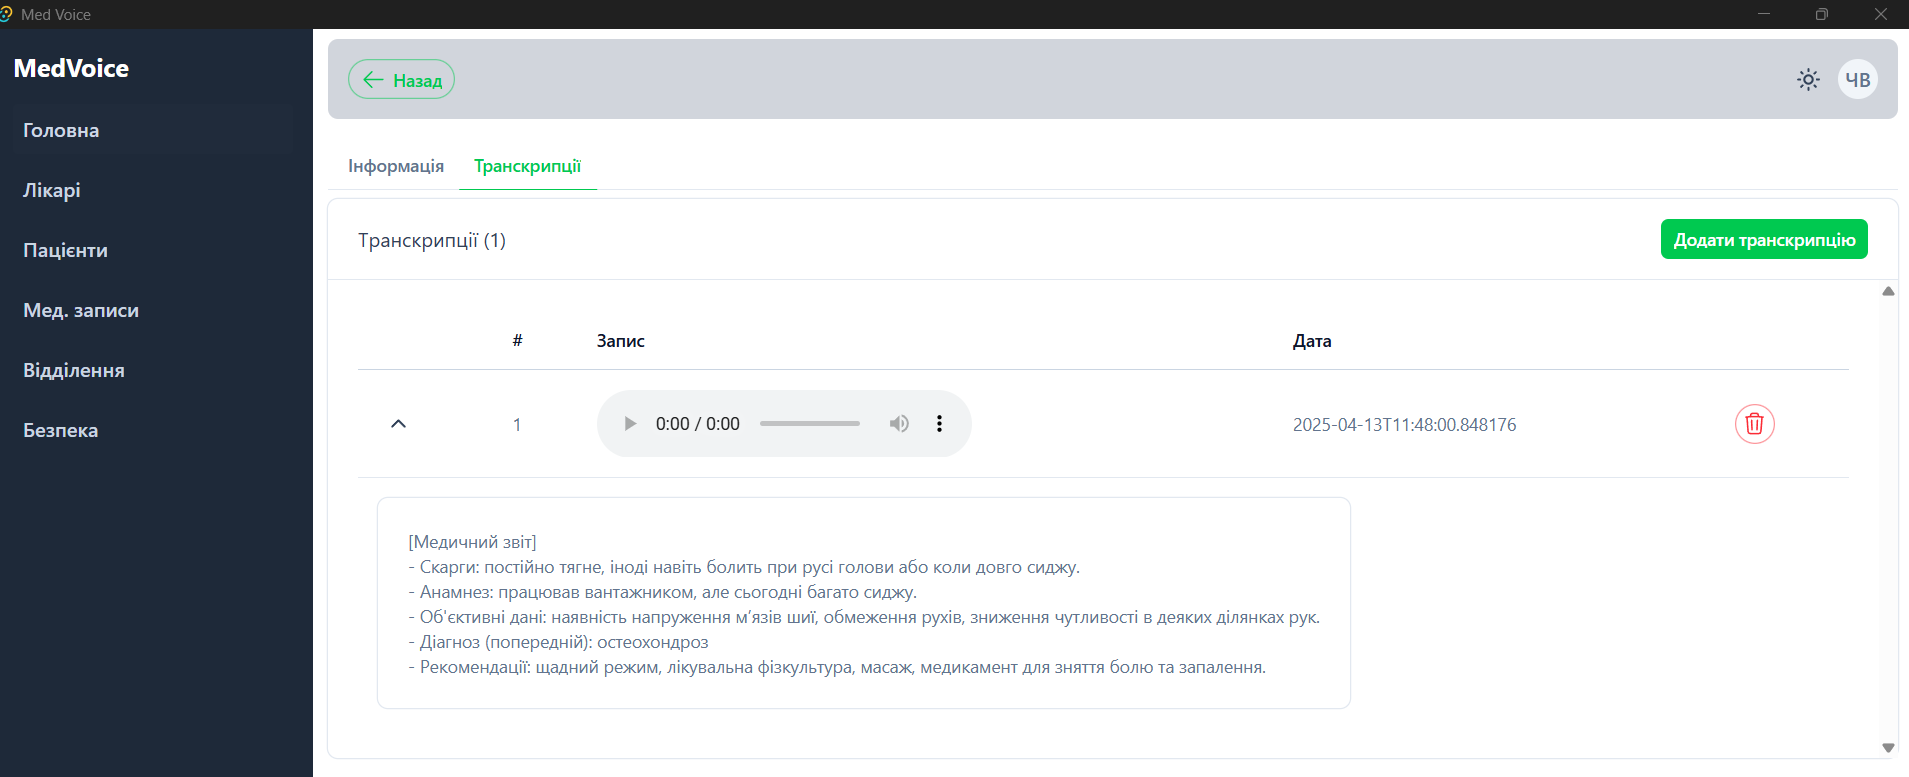 Med Voice
MedVoice
Головна
Лікарі
Пацієнти
Мед. записи
Відділення
Безпека
Назад
ЧВ
Інформація Транскрипції
Транскрипції (1)
Додати транскрипцію
# Запис Дата
1 0:00 / 0:00 2025-04-13T11:48:00.848176
[Медичний звіт]
- Скарги: постійно тягне, іноді навіть болить при русі голови або коли довго сиджу.
- Анамнез: працював вантажником, але сьогодні багато сиджу.
- Об'єктивні дані: наявність напруження м’язів шиї, обмеження рухів, зниження чутливості в деяких ділянках рук.
- Діагноз (попередній): остеохондроз
- Рекомендації: щадний режим, лікувальна фізкультура, масаж, медикамент для зняття болю та запалення.